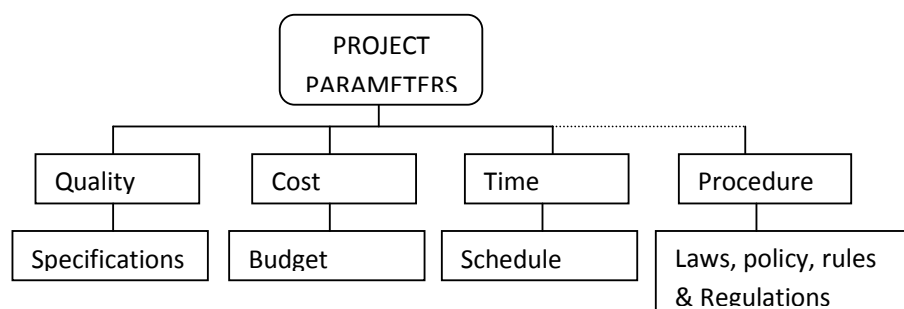 PROJECT
PARAMETERS
Quality
Cost
Time
Procedure
Specifications
Budget
Schedule
Laws, policy, rules
& Regulations